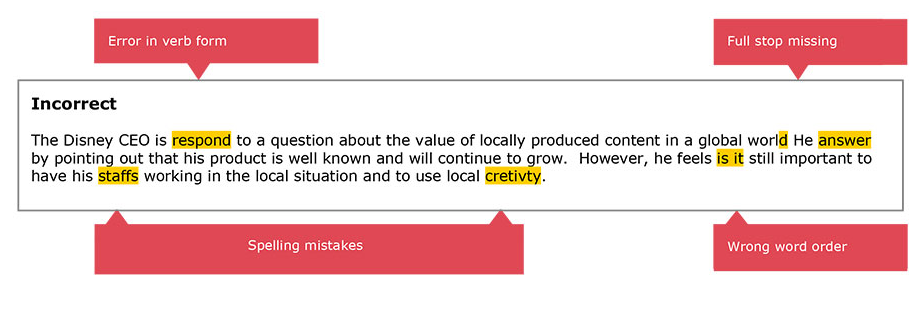 Error in verb form
Full stop missing
Incorrect
The Disney CEO is respond to a question about the value of locally produced content in a global world He answer
by pointing out that his product is well known and will continue to grow.  However, he feels is it still important to
have his staffs working in the local situation and to use local cretivty.
Spelling mistakes
Wrong word order